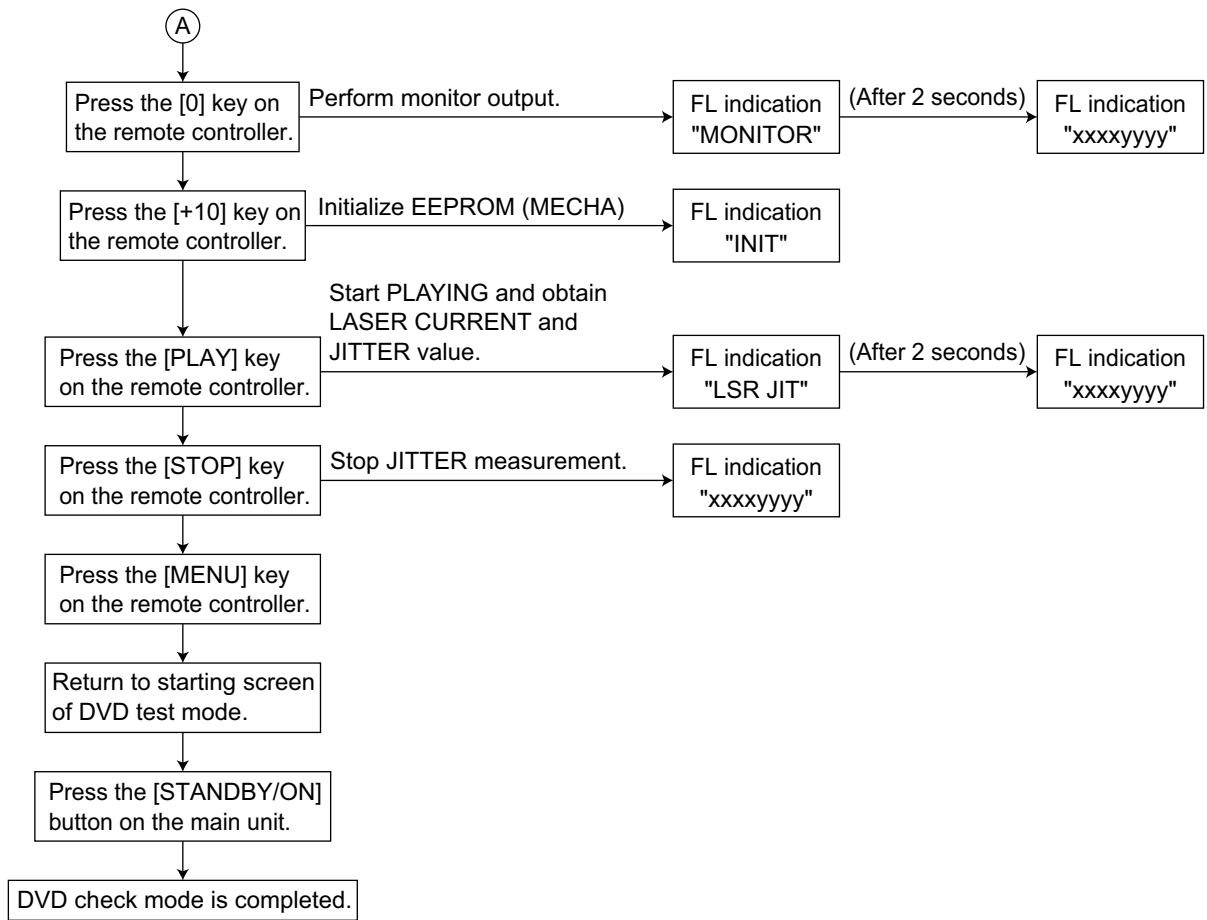 A
Press the [0] key on
the remote controller.
Perform monitor output.
FL indication
"MONITOR"
(After 2 seconds)
FL indication
"xxxxyyyy"
Press the [+10] key on
the remote controller.
Initialize EEPROM (MECHA)
FL indication
"INIT"
Start PLAYING and obtain
LASER CURRENT and
JITTER value.
Press the [PLAY] key
on the remote controller.
FL indication
"LSR JIT"
(After 2 seconds)
FL indication
"xxxxyyyy"
Press the [STOP] key
on the remote controller.
Stop JITTER measurement.
FL indication
"xxxxyyyy"
Press the [MENU] key
on the remote controller.
Return to starting screen
of DVD test mode.
Press the [STANDBY/ON]
button on the main unit.
DVD check mode is completed.